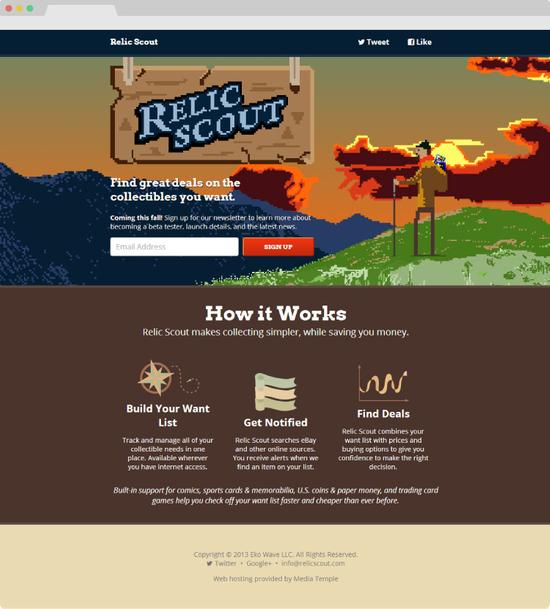 Relic Scout
Tweet
Like
RELIC
SCOUT
Find great deals on the
collectibles you want.
Coming this fall! Sign up for our newsletter to learn more about
becoming a beta tester, launch details, and the latest news.
Email Address
SIGN UP
How it Works
Relic Scout makes collecting simpler, while saving you money.
Build Your Want
List
Track and manage all of your
collectible needs in one
place. Available wherever
you have internet access.
Get Notified
Relic Scout searches eBay
and other online sources.
You receive alerts when we
find an item on your list.
Find Deals
Relic Scout combines your
want list with prices and
buying options to give you
confidence to make the right
decision.
Built-in support for comics, sports cards & memorabilia, U.S. coins & paper money, and trading card
games help you check off your want list faster and cheaper than ever before.
Copyright © 2013 Eko Wave LLC. All Rights Reserved.
Twitter • Google+ • info@relicscout.com
Web hosting provided by Media Temple